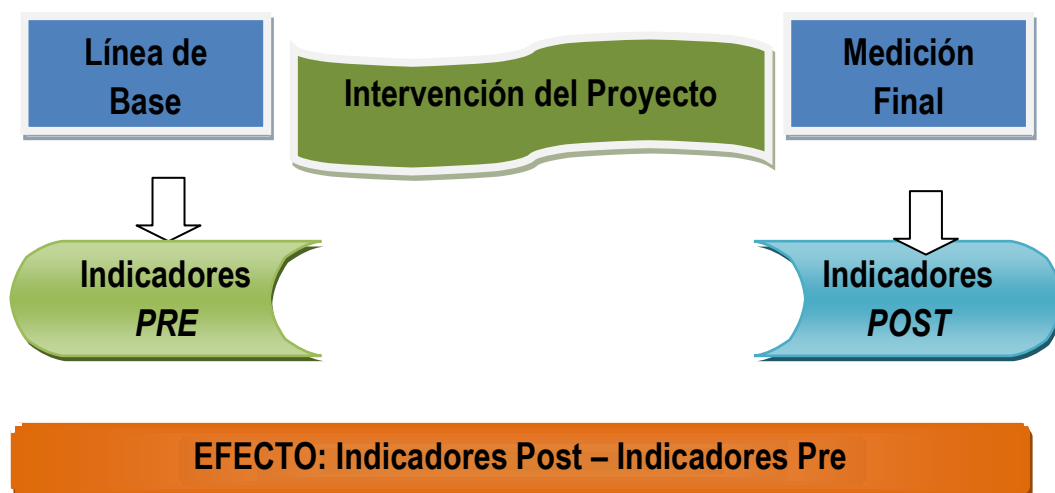 Línea de
Base
Intervención del Proyecto
Medición
Final
Indicadores
PRE
Indicadores
POST
EFECTO: Indicadores Post – Indicadores Pre